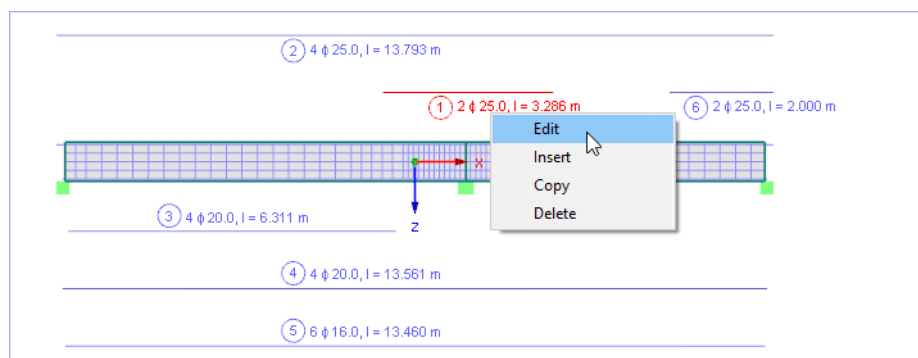 2 4 ϕ 25.0, l = 13.793 m
1 2 ϕ 25.0, l = 3.286 m
6 2 ϕ 25.0, l = 2.000 m
Edit
X
Insert
Copy
Delete
3 4 ϕ 20.0, l = 6.311 m
Z
4 4 ϕ 20.0, l = 13.561 m
5 6 ϕ 16.0, l = 13.460 m